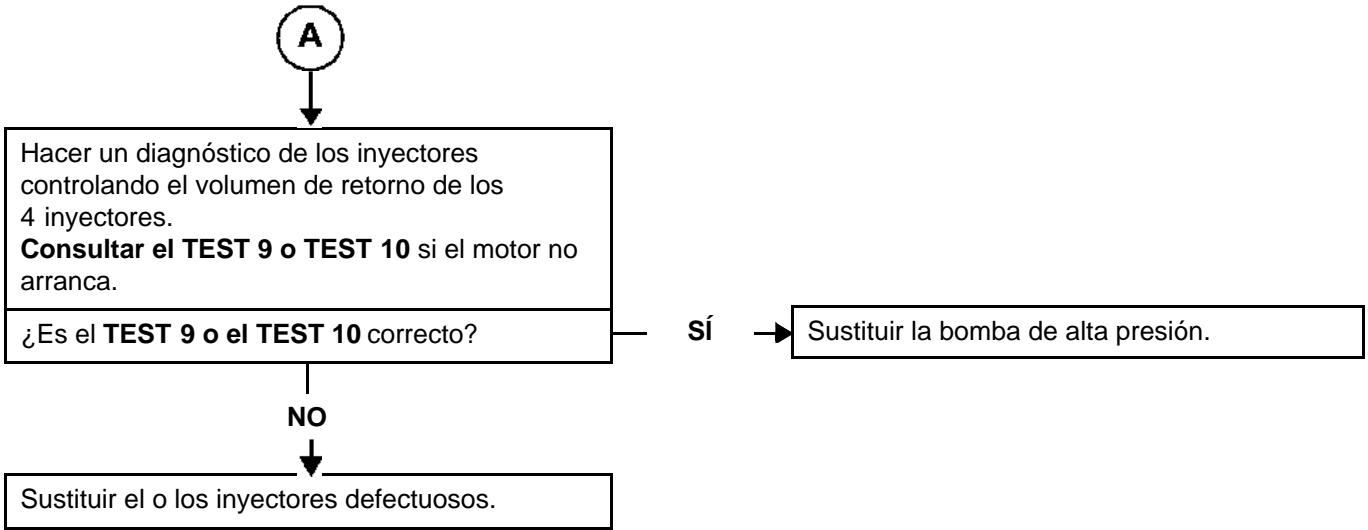 A
Hacer un diagnóstico de los inyectores
controlando el volumen de retorno de los
4 inyectores.
Consultar el TEST 9 o TEST 10 si el motor no
arranca.
¿Es el TEST 9 o el TEST 10 correcto?
SÍ
Sustituir la bomba de alta presión.
NO
Sustituir el o los inyectores defectuosos.